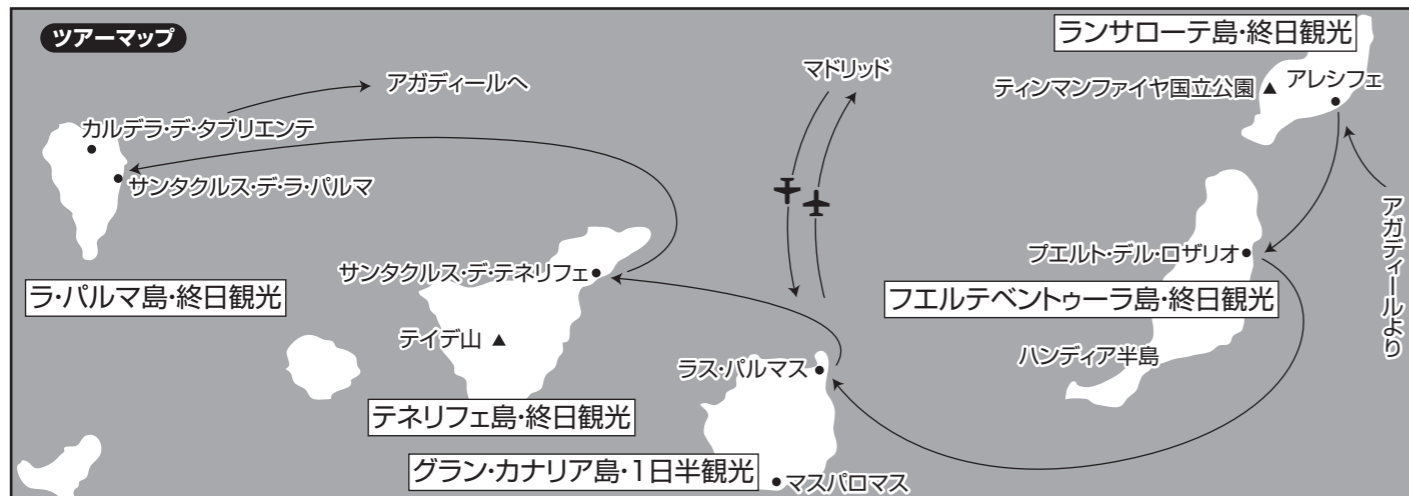 ツアーマップ
ランサローテ島・終日観光
アガディールへ
マドリッド
ティンマンファイヤ国立公園
アレシフェ
カルデラ・デ・タブリエンテ
サンタクルス・デ・ラ・パルマ
アガディールより
プエルト・デル・ロザリオ
サンタクルス・デ・テネリフェ
ラ・パルマ島・終日観光
フエルテベントゥーラ島・終日観光
テイデ山
ハンディア半島
ラス・パルマス
テネリフェ島・終日観光
グラン・カナリア島・1日半観光
マスパロマス